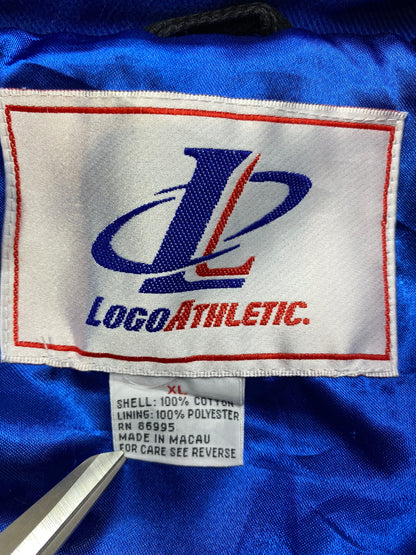 LOGOATHLETIC.
XL
SHELL: 100% COTTON
LINING: 100% POLYESTER
RN 86995
MADE IN MACAU
FOR CARE SEE REVERSE